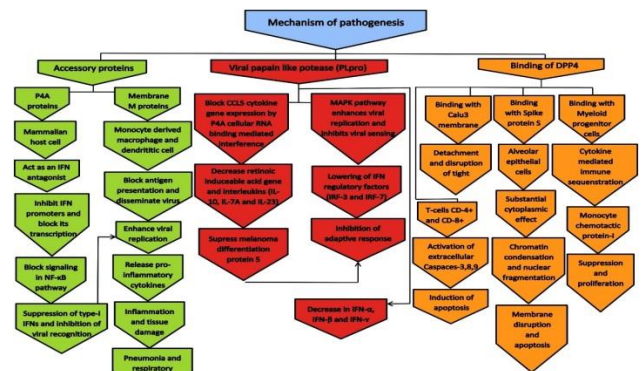 Mechanism of pathogenesis
Accessory proteins
Viral papain like potease (PLpro)
Binding of DPP4
P4A
proteins
Mammalian
host cell
Act as an IFN
antagonist
Inhibit IFN
promoters and
block its
transcription
Block signaling
in NF-κB
pathway
Suppression of type-I
IFNs and inhibition of
viral recognition
Membrane
M proteins
Monocyte derived
macrophage and
dendrititic cell
Block antigen
presentation and
disseminate virus
Enhance viral
replication
Release pro-
inflammatory
cytokines
Inflammation
and tissue
damage
Pneumonia and
respiratory
Block CCL5 cytokine
gene expression by
P4A cellular RNA
binding mediated
interference
Decrease retinoic
induceable acid gene and
interleukins (IL-
10, IL-7A and IL-23)
Supress melanoma
differentiation protein
5
MAPK pathway
enhances viral
replication and
inhibits viral sensing
Lowering of IFN
regulatory factors
(IRF-3 and IRF-7)
Inhibition of
adaptive response
Decrease in IFN-α,
IFN-β and IFN-γ
Binding with
Calu3
membrane
Detachment and
disruption of
tight
T-cells CD-4+
and CD-8+
Activation of
extracellular
Caspaces-3,8,9
Induction of
apoptosis
Binding with
Spike
protein S
Alveolar
epithelial
cells
Substantial
cytoplasmic
effect
Chromatin
condensation
and nuclear
fragmentation
Membrane
disruption and
apoptosis
Binding with
Myeloid
progenitor
cells
Cytokine
mediated
immune
sequenstration
Monocyte
chemotactic
protein-I
Suppression
and
proliferation